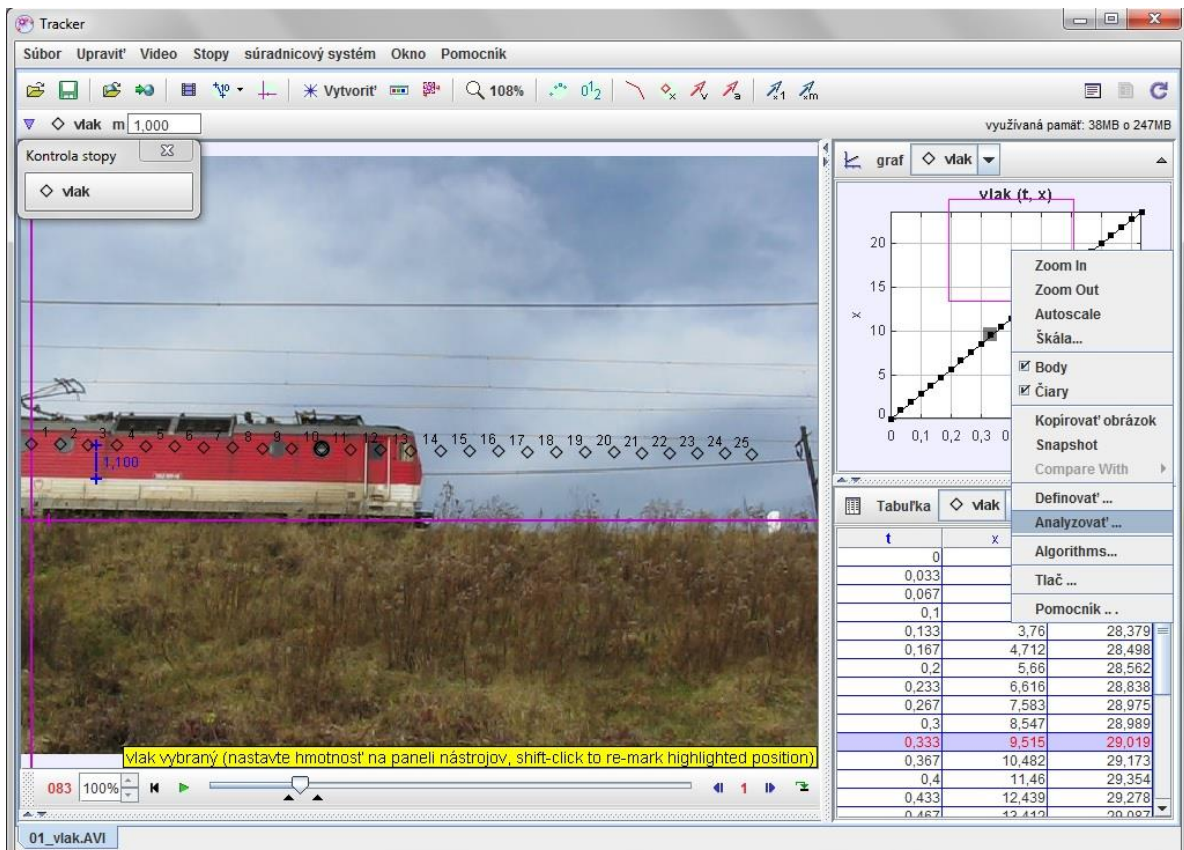 Tracker
Súbor Upraviť Video Stopy súradnicový systém Okno Pomocník
Vytvoriť 108%
vlak m 1,000 využívaná pamäť: 38MB o 247MB
Kontrola stopy
vlak
1 2 3 4 5 6 7 8 9 10 11 12 13 14 15 16 17 18 19 20 21 22 23 24 25
1,100
vlak vybraný (nastavte hmotnosť na paneli nástrojov, shift-click to re-mark highlighted position)
083 100% 1
01_vlak.AVI
graf vlak
vlak (t, x)
20
15
x
10
5
0
0 0,1 0,2 0,3 0
Zoom In
Zoom Out
Autoscale
Škála...
Body
Čiary
Kopírovať obrázok
Snapshot
Compare With
Definovať ...
Analyzovať ...
Algorithms...
Tlač ...
Pomocník ...
Tabuľka vlak
t x
0
0,033
0,067
0,1
0,133 3,76 28,379
0,167 4,712 28,498
0,2 5,66 28,562
0,233 6,616 28,838
0,267 7,583 28,975
0,3 8,547 28,989
0,333 9,515 29,019
0,367 10,482 29,173
0,4 11,46 29,354
0,433 12,439 29,278
0,467 13,412 29,087